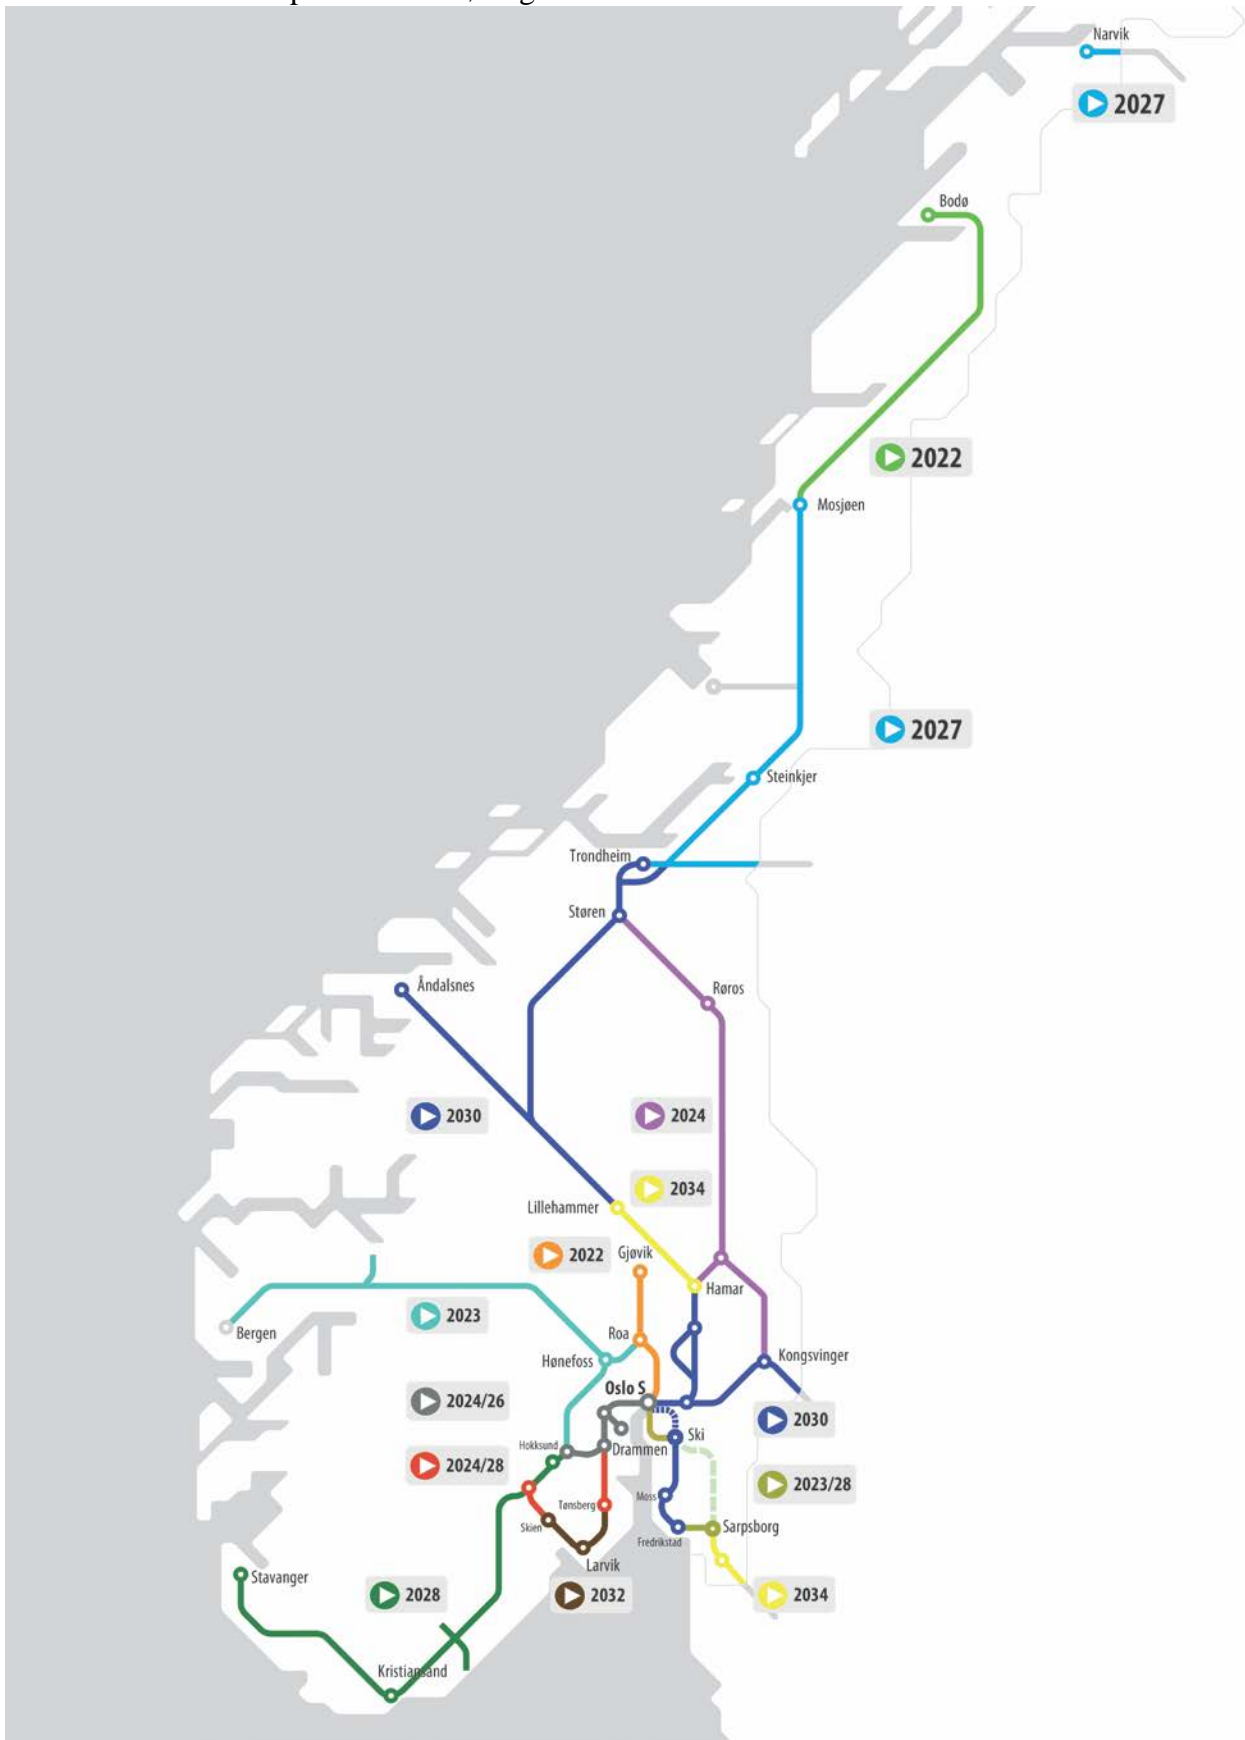 Narvik
2027
Bodø
2022
Mosjøen
2027
Steinkjer
Trondheim
Støren
Åndalsnes
Røros
2030
2024
2034
Lillehammer
2022
Gjøvik
Hamar
2023
Bergen
Roa
Hønefoss
Kongsvinger
Oslo S
2024/26
2030
Ski
Hokksund
Drammen
2024/28
2023/28
Moss
Tønsberg
Skien
Sarpsborg
Fredrikstad
Larvik
Stavanger
2028
2032
2034
Kristiansand